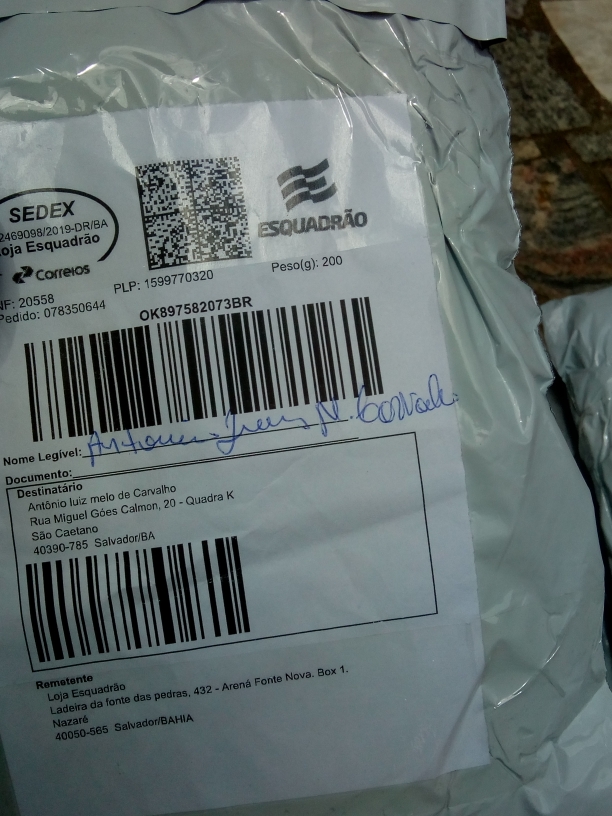 SEDEX
2469098/2019-DR/BA
Loja Esquadrão
Correios
ESQUADRÃO
NF: 20558
PLP: 1599770320
Peso(g): 200
Pedido: 078350644
OK897582073BR
Nome Legível:
Documento:
Destinatário
Antônio luiz melo de Carvalho
Rua Miguel Góes Calmon, 20 - Quadra K
São Caetano
40390-785 Salvador/BA
Remetente
Loja Esquadrão
Ladeira da fonte das pedras, 432 - Arena Fonte Nova. Box 1.
Nazaré
40050-565 Salvador/BAHIA